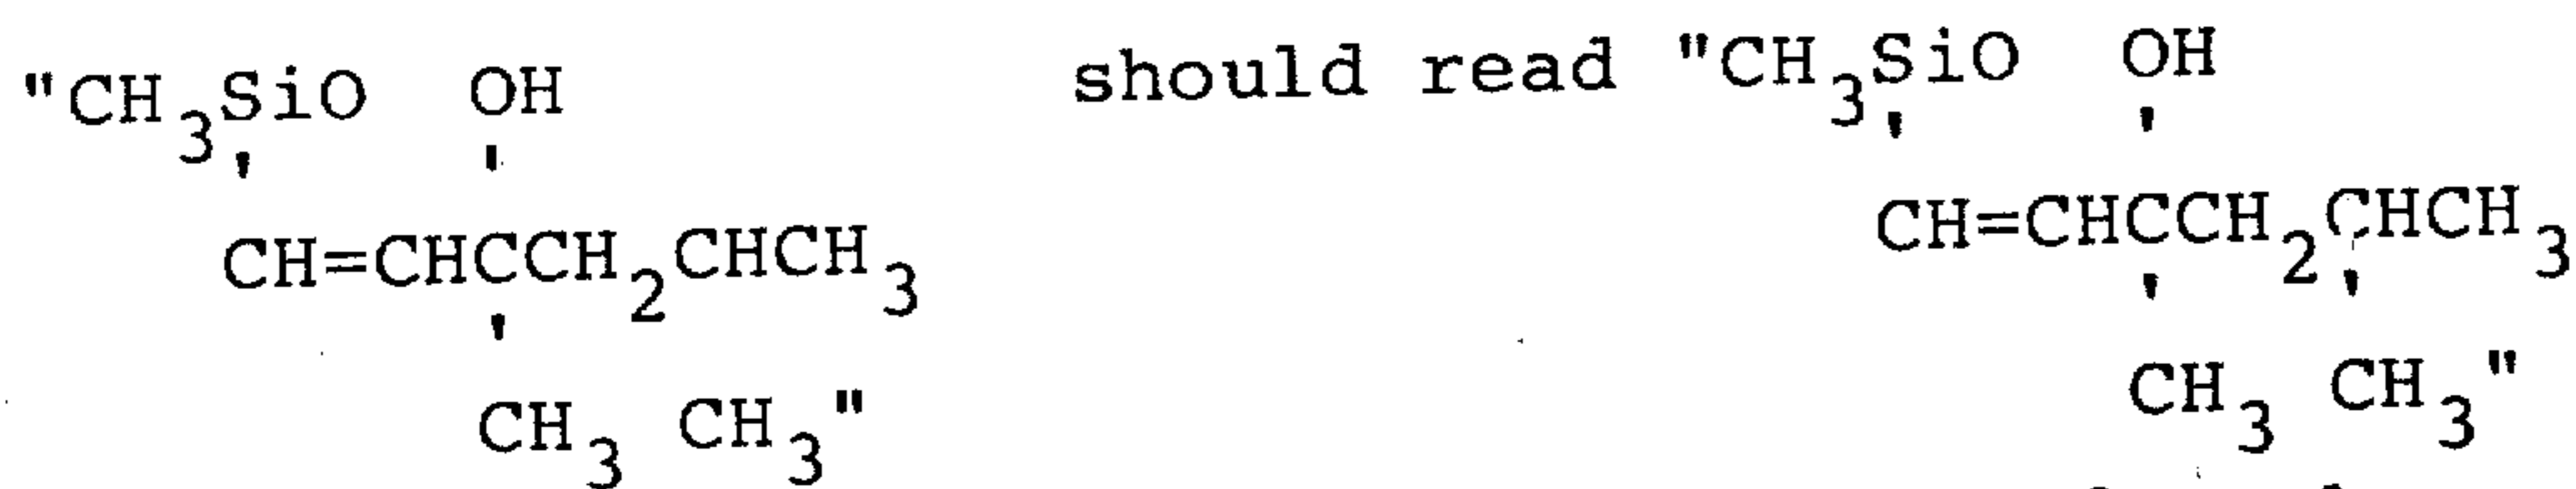 "CH3SiO OH should read "CH3SiO OH
' ' ' '
CH=CHCCH2CHCH3 CH=CHCCH2CHCH3
' ' '
CH3 CH3" CH3 CH3"